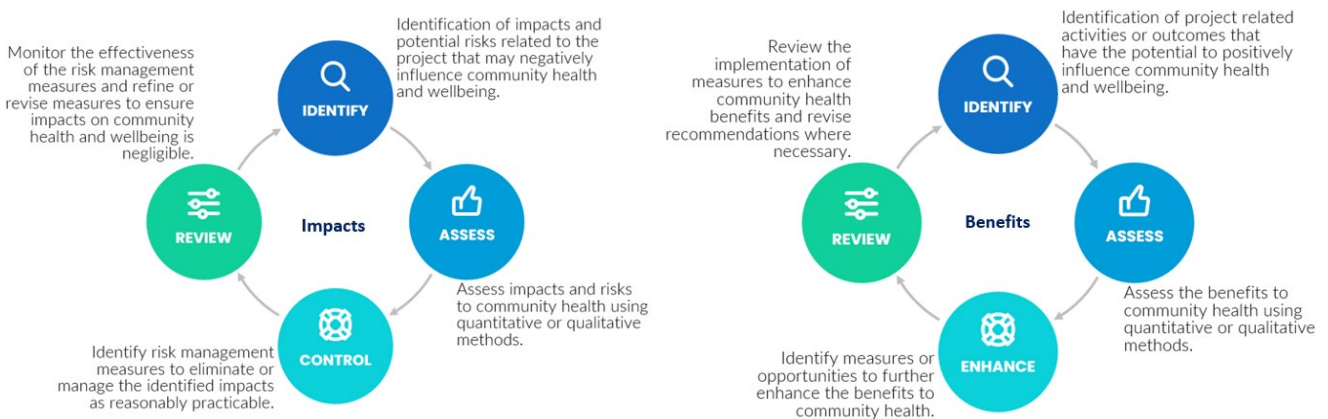 Identification of impacts and
potential risks related to the
project that may negatively
influence community health
and wellbeing.
Monitor the effectiveness
of the risk management
measures and refine or
revise measures to ensure
impacts on community
health and wellbeing is
negligible.
IDENTIFY
REVIEW
Impacts
ASSESS
Assess impacts and risks
to community health using
quantitative or qualitative
methods.
CONTROL
Identify risk management
measures to eliminate or
manage the identified impacts
as reasonably practicable.
Identification of project related
activities or outcomes that
have the potential to positively
influence community health
and wellbeing.
Review the
implementation of
measures to enhance
community health
benefits and revise
recommendations where
necessary.
IDENTIFY
REVIEW
Benefits
ASSESS
Assess the benefits to
community health using
quantitative or qualitative
methods.
ENHANCE
Identify measures or
opportunities to further
enhance the benefits to
community health.